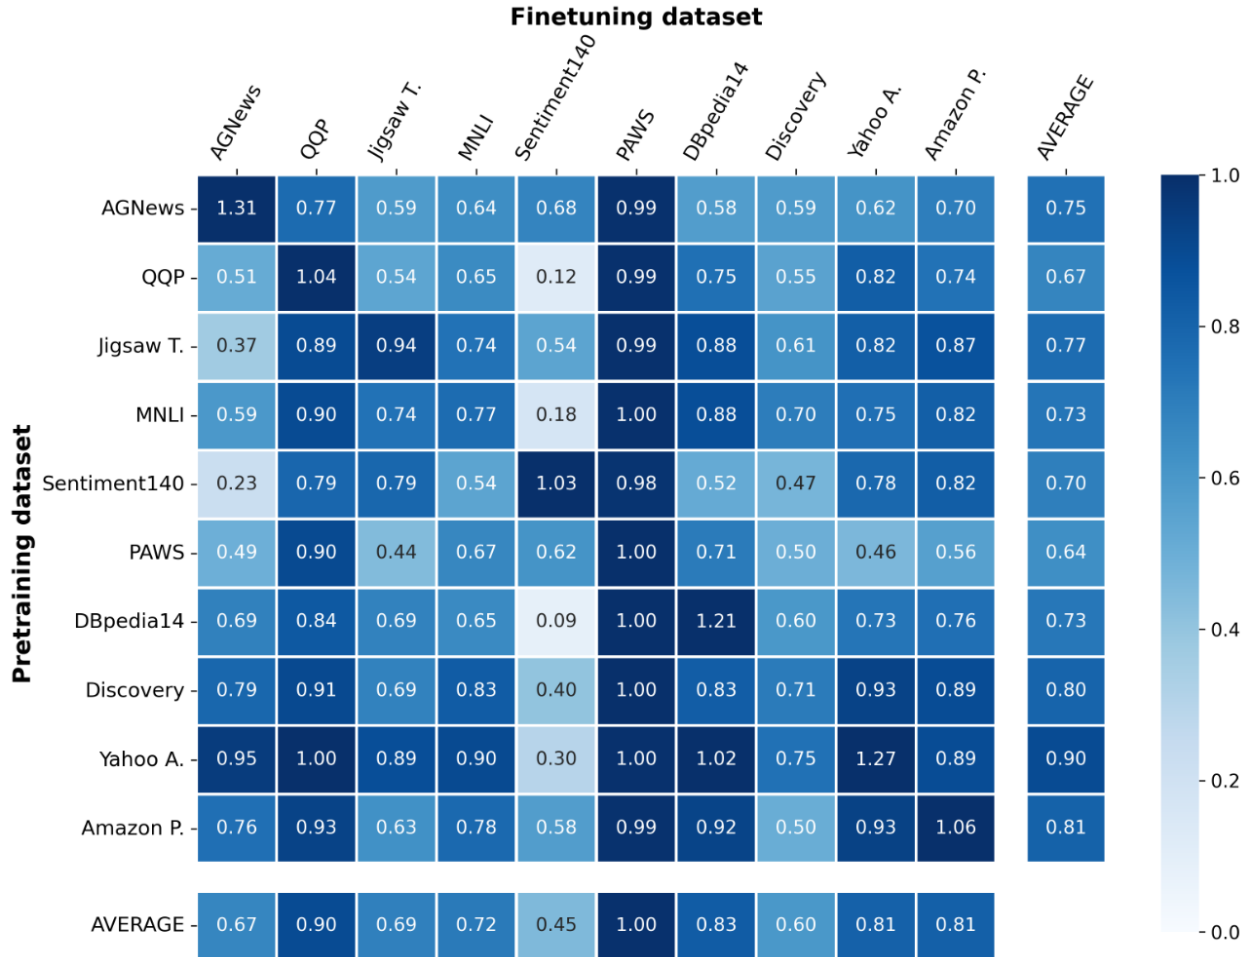 Finetuning dataset
AGNews QQP Jigsaw T. MNLI Sentiment140 PAWS DBpedia14 Discovery Yahoo A. Amazon P. AVERAGE
AGNews 1.31 0.77 0.59 0.64 0.68 0.99 0.58 0.59 0.62 0.70 0.75
QQP 0.51 1.04 0.54 0.65 0.12 0.99 0.75 0.55 0.82 0.74 0.67
Jigsaw T. 0.37 0.89 0.94 0.74 0.54 0.99 0.88 0.61 0.82 0.87 0.77
MNLI 0.59 0.90 0.74 0.77 0.18 1.00 0.88 0.70 0.75 0.82 0.73
Sentiment140 0.23 0.79 0.79 0.54 1.03 0.98 0.52 0.47 0.78 0.82 0.70
PAWS 0.49 0.90 0.44 0.67 0.62 1.00 0.71 0.50 0.46 0.56 0.64
DBpedia14 0.69 0.84 0.69 0.65 0.09 1.00 1.21 0.60 0.73 0.76 0.73
Discovery 0.79 0.91 0.69 0.83 0.40 1.00 0.83 0.71 0.93 0.89 0.80
Yahoo A. 0.95 1.00 0.89 0.90 0.30 1.00 1.02 0.75 1.27 0.89 0.90
Amazon P. 0.76 0.93 0.63 0.78 0.58 0.99 0.92 0.50 0.93 1.06 0.81
AVERAGE 0.67 0.90 0.69 0.72 0.45 1.00 0.83 0.60 0.81 0.81
Pretraining dataset
1.0
0.8
0.6
0.4
0.2
0.0